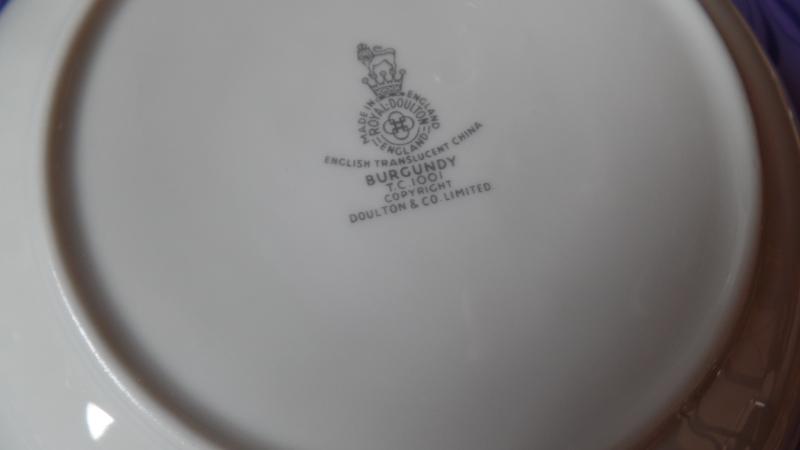 MADE IN ENGLAND
ROYAL·DOULTON
ENGLAND
ENGLISH TRANSLUCENT CHINA
BURGUNDY
T.C.1001
COPYRIGHT
DOULTON & CO. LIMITED.